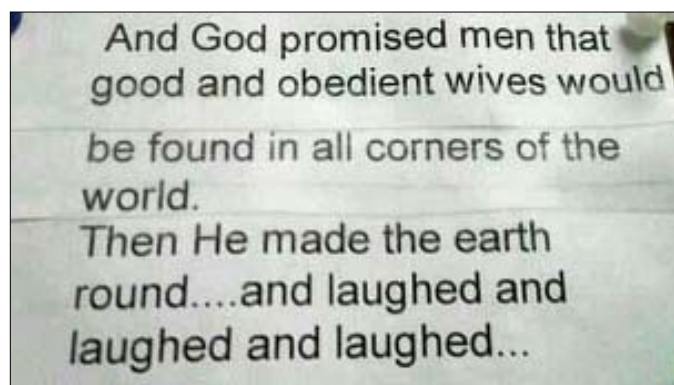 And God promised men that
good and obedient wives would
be found in all corners of the
world.
Then He made the earth
round....and laughed and
laughed and laughed...